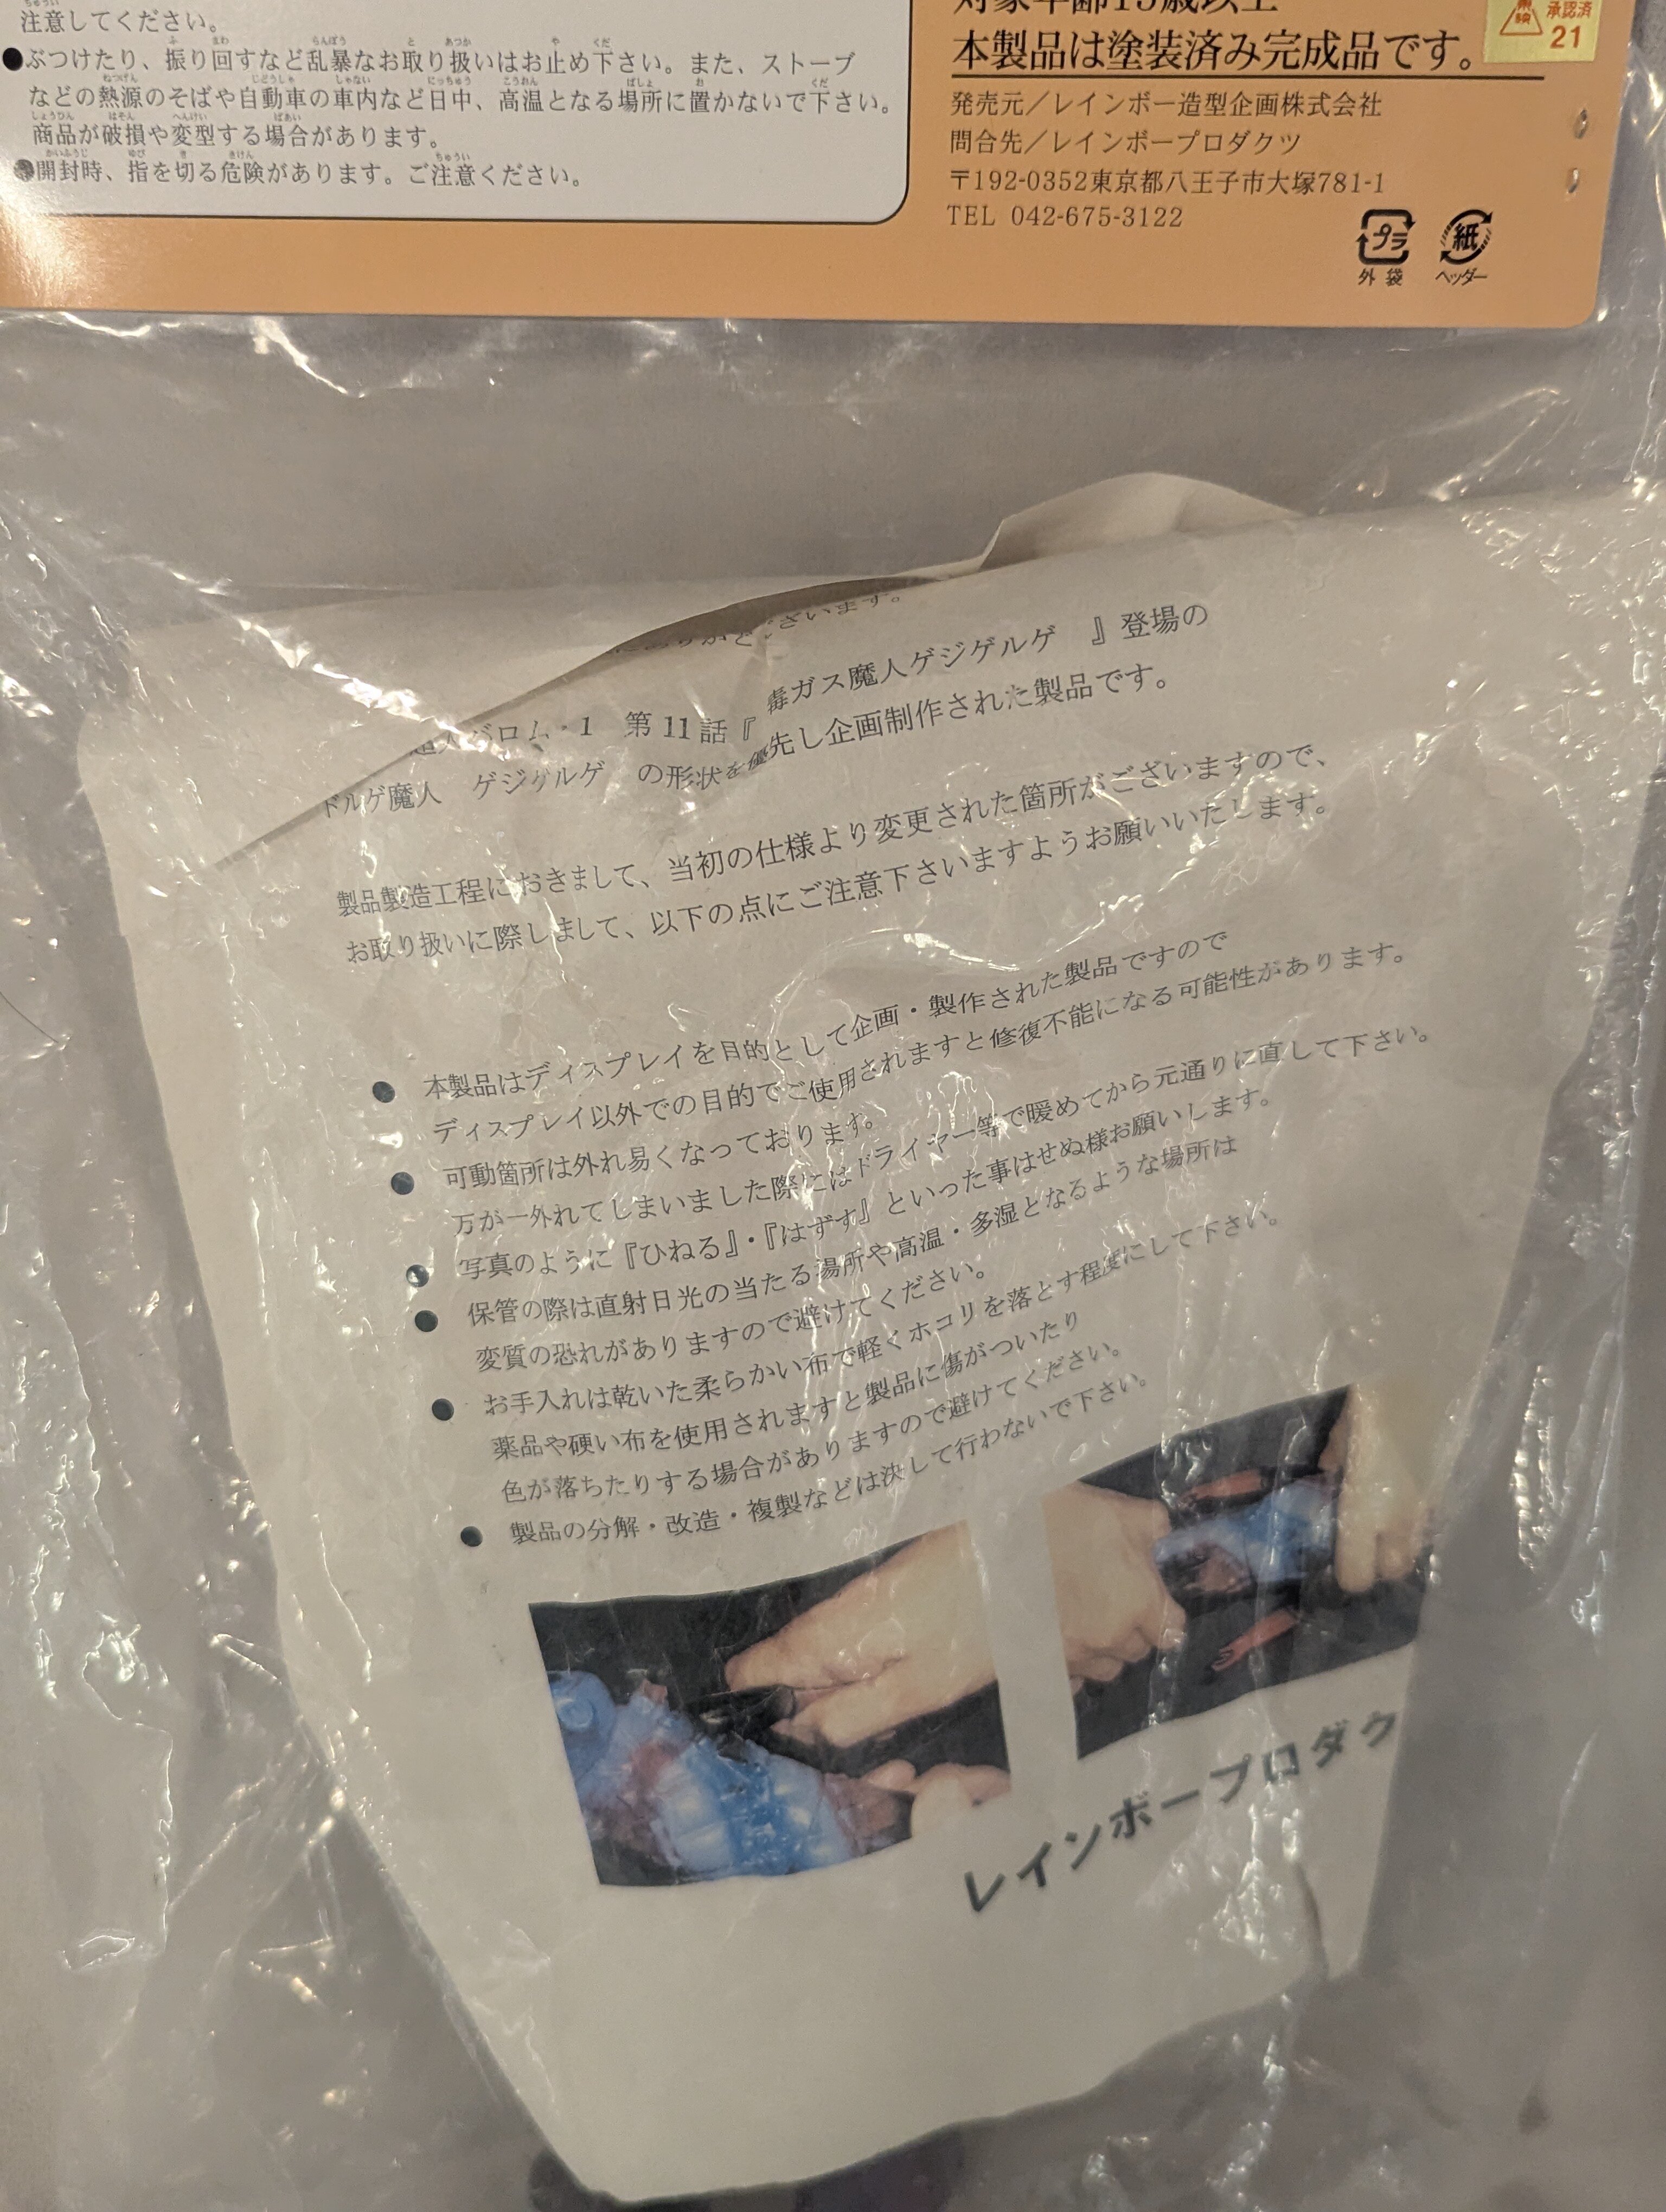 注意してください。
●ぶつけたり、振り回すなど乱暴なお取り扱いはお止め下さい。また、ストーブ
などの熱源のそばや自動車の車内など日中、高温となる場所に置かないで下さい。
商品が破損や変型する場合があります。
●開封時、指を切る危険があります。ご注意ください。
対象年齢15歳以上
本製品は塗装済み完成品です。
承認済
21
発売元／レインボー造型企画株式会社
問合先／レインボープロダクツ
〒192-0352東京都八王子市大塚781-1
TEL 042-675-3122
プラ
外袋
紙
ヘッダー
ございます。
超人バロム・1 第11話『毒ガス魔人ゲジゲルゲ 』登場の
ドルゲ魔人 ゲジゲルゲ の形状を優先し企画制作された製品です。
製品製造工程におきまして、当初の仕様より変更された箇所がございますので、
お取り扱いに際しまして、以下の点にご注意下さいますようお願いいたします。
● 本製品はディスプレイを目的として企画・製作された製品ですので
ディスプレイ以外での目的でご使用されますと修復不能になる可能性があります。
● 可動箇所は外れ易くなっております。
万が一外れてしまいました際にはドライヤー等で暖めてから元通りに直して下さい。
● 写真のように『ひねる』・『はずす』といった事はせぬ様お願いします。
● 保管の際は直射日光の当たる場所や高温・多湿となるような場所は
変質の恐れがありますので避けてください。
● お手入れは乾いた柔らかい布で軽くホコリを落とす程度にして下さい。
薬品や硬い布を使用されますと製品に傷がついたり
色が落ちたりする場合がありますので避けてください。
● 製品の分解・改造・複製などは決して行わないで下さい。
レインボープロダク